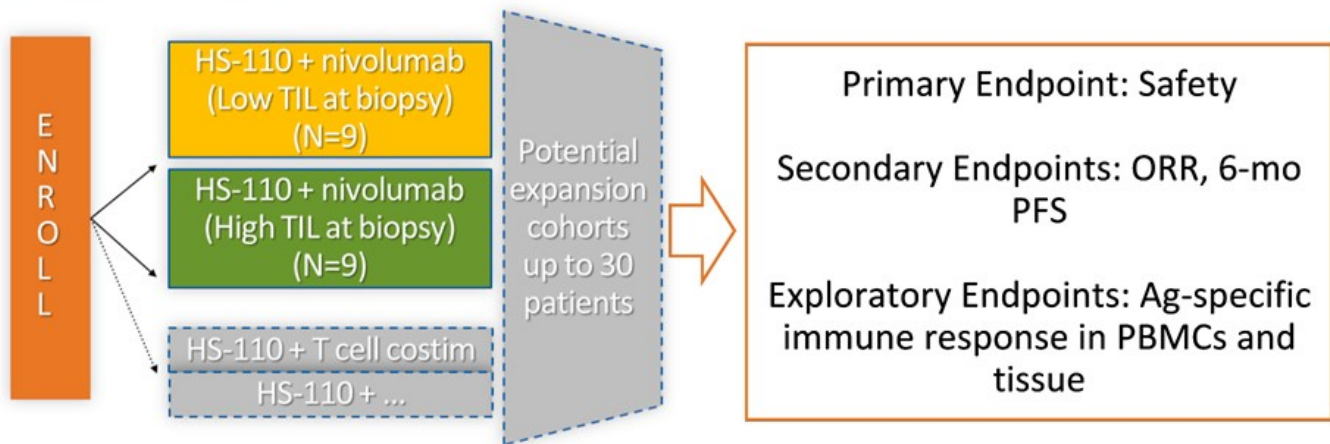 ENROLL
HS-110 + nivolumab
(Low TIL at biopsy)
(N=9)
HS-110 + nivolumab
(High TIL at biopsy)
(N=9)
HS-110 + T cell costim
HS-110 + ...
Potential
expansion
cohorts
up to 30
patients
Primary Endpoint: Safety
Secondary Endpoints: ORR, 6-mo
PFS
Exploratory Endpoints: Ag-specific
immune response in PBMCs and
tissue